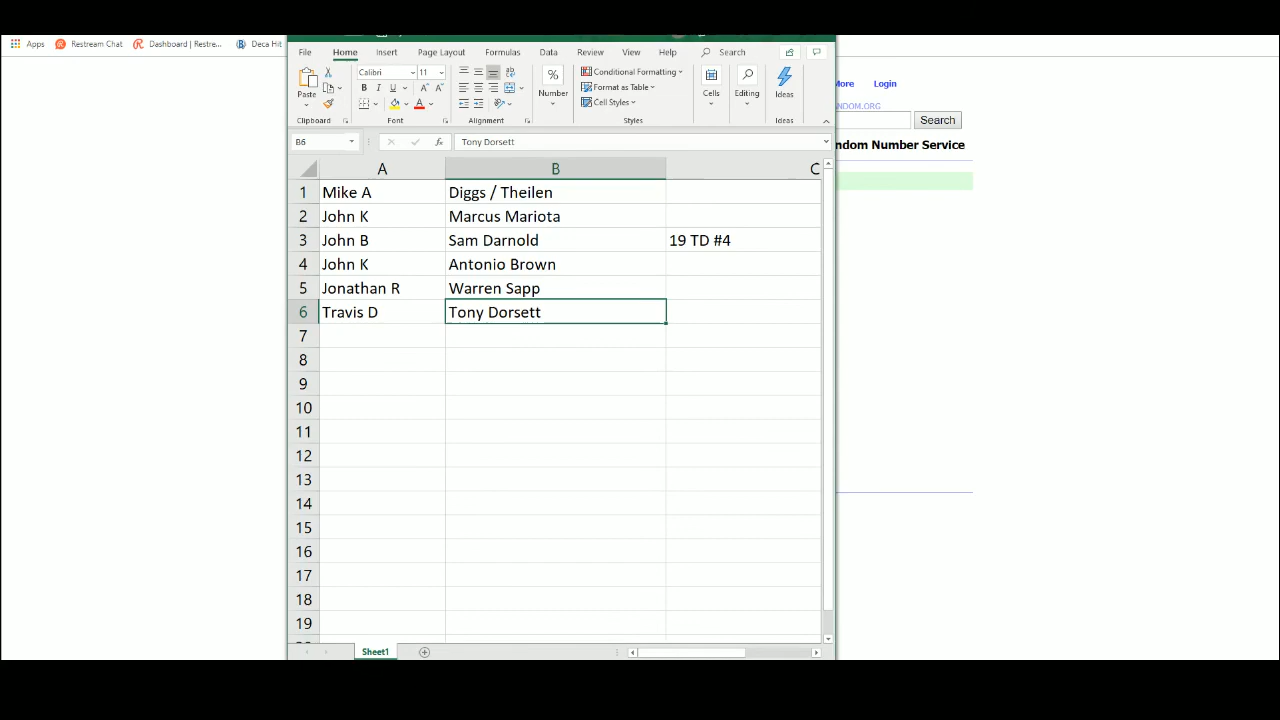 Apps Restream Chat Dashboard | Restre... Deca Hit
File Home Insert Page Layout Formulas Data Review View Help Search
More Login
Paste Calibri 11 % Conditional Formatting Format as Table Cell Styles
B I U A A A Number Cells Editing Ideas
Clipboard Font Alignment Styles Ideas
NDOM.ORG
Search
ndom Number Service
B6 fx Tony Dorsett
A B C
1 Mike A Diggs / Theilen
2 John K Marcus Mariota
3 John B Sam Darnold 19 TD #4
4 John K Antonio Brown
5 Jonathan R Warren Sapp
6 Travis D Tony Dorsett
7
8
9
10
11
12
13
14
15
16
17
18
19
Sheet1